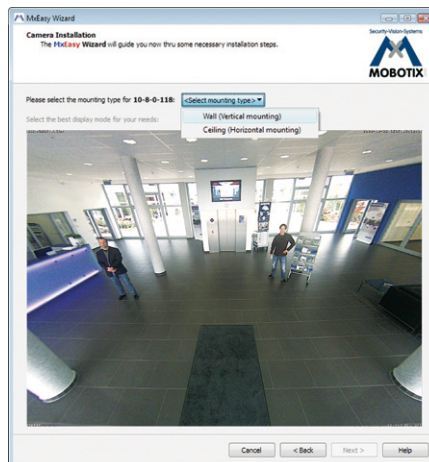 MxEasy Wizard
Camera Installation
The MxEasy Wizard will guide you now thru some necessary installation steps.
Security-Vision-Systems
MOBOTIX
Please select the mounting type for 10-8-0-118: <Select mounting type>
Wall (Vertical mounting)
Ceiling (Horizontal mounting)
Select the best display mode for your needs:
Cancel
< Back
Next >
Help